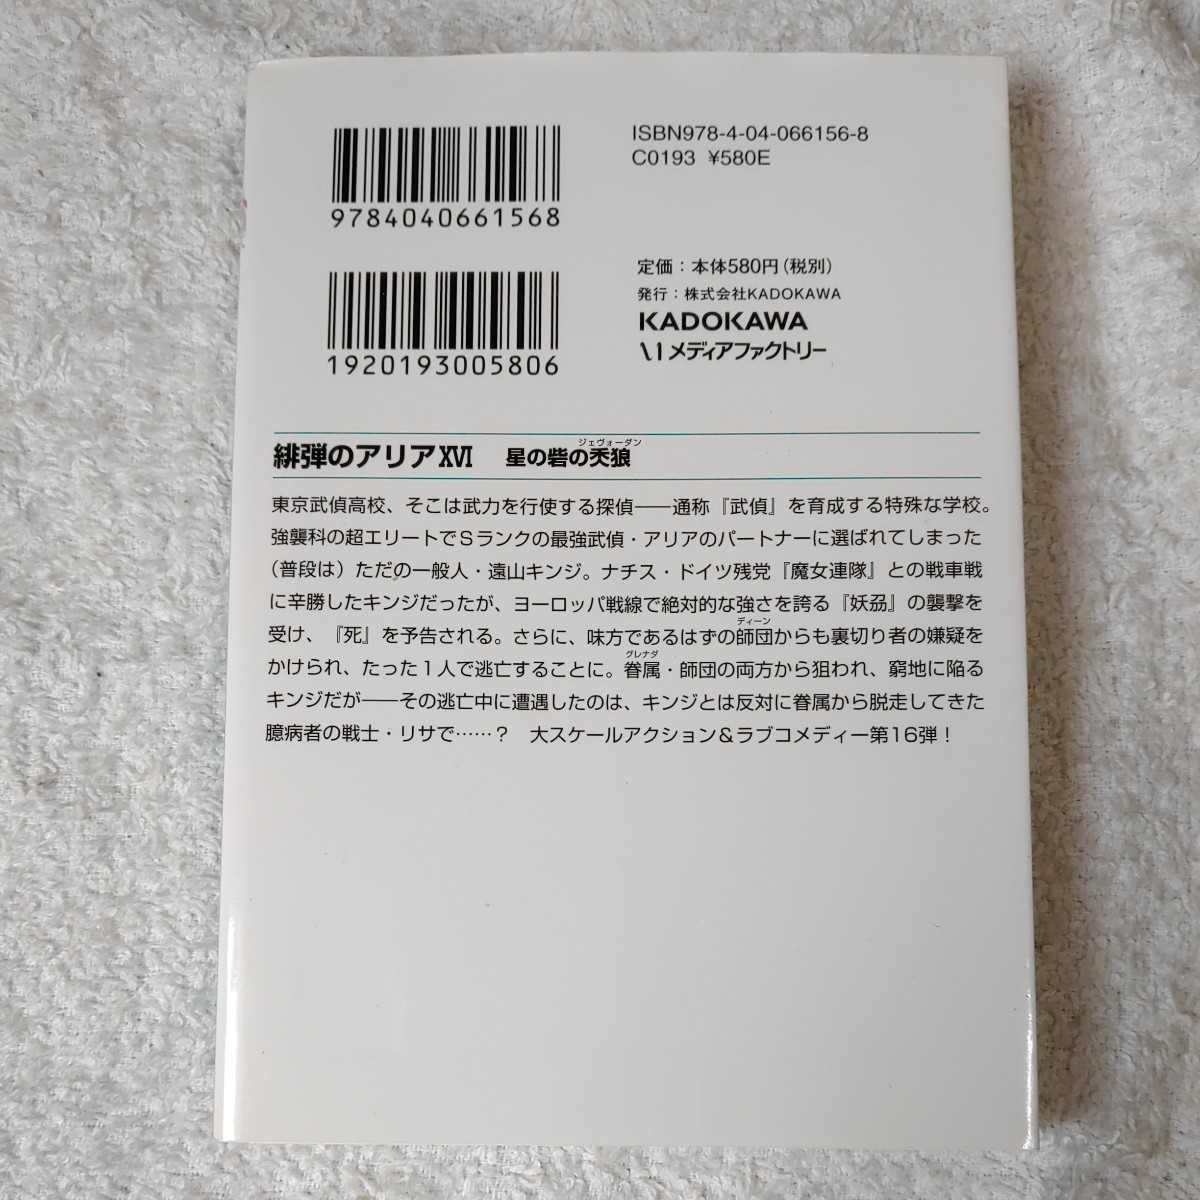 9784040661568
ISBN978-4-04-066156-8
C0193 ¥580E
1920193005806
定価:本体580円(税別)
発行:株式会社KADOKAWA
KADOKAWA
メディアファクトリー
ジェヴォーダン
緋弾のアリアⅩⅥ 星の砦の兲狼
東京武偵高校、そこは武力を行使する探偵――通称『武偵』を育成する特殊な学校。
強襲科の超エリートでSランクの最強武偵・アリアのパートナーに選ばれてしまった
(普段は)ただの一般人・遠山キンジ。ナチス・ドイツ残党『魔女連隊』との戦車戦
に辛勝したキンジだったが、ヨーロッパ戦線で絶対的な強さを誇る『妖刕』の襲撃を
ディーン
受け、『死』を予告される。さらに、味方であるはずの師団からも裏切り者の嫌疑を
グレナダ
かけられ、たった1人で逃亡することに。眷属・師団の両方から狙われ、窮地に陥る
キンジだが――その逃亡中に遭遇したのは、キンジとは反対に眷属から脱走してきた
臆病者の戦士・リサで……? 大スケールアクション&ラブコメディー第16弾!